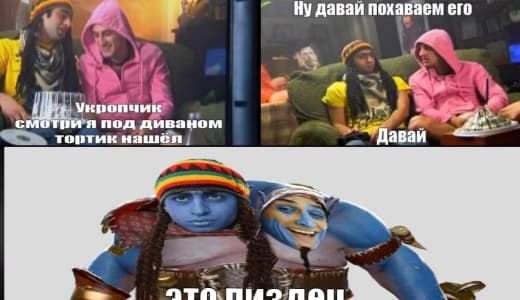 Укропчик
смотри я под диваном
тортик нашёл
Ну давай похаваем его
Давай
это пиздец